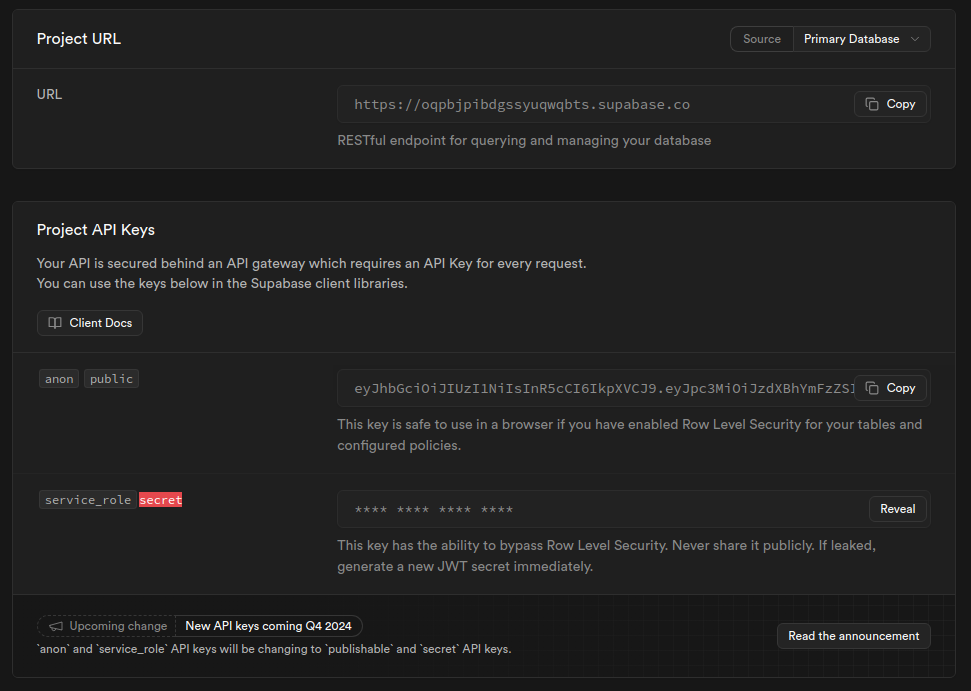 Project URL
Source Primary Database
URL
https://oqpbjpibdgssyuqwqbts.supabase.co
Copy
RESTful endpoint for querying and managing your database
Project API Keys
Your API is secured behind an API gateway which requires an API Key for every request.
You can use the keys below in the Supabase client libraries.
Client Docs
anon public
eyJhbGciOiJIUzI1NiIsInR5cCI6IkpXVCJ9.eyJpc3MiOiJzdXBhYmFzZSI
Copy
This key is safe to use in a browser if you have enabled Row Level Security for your tables and
configured policies.
service_role secret
**** **** **** ****
Reveal
This key has the ability to bypass Row Level Security. Never share it publicly. If leaked,
generate a new JWT secret immediately.
Upcoming change New API keys coming Q4 2024
`anon` and `service_role` API keys will be changing to `publishable` and `secret` API keys.
Read the announcement